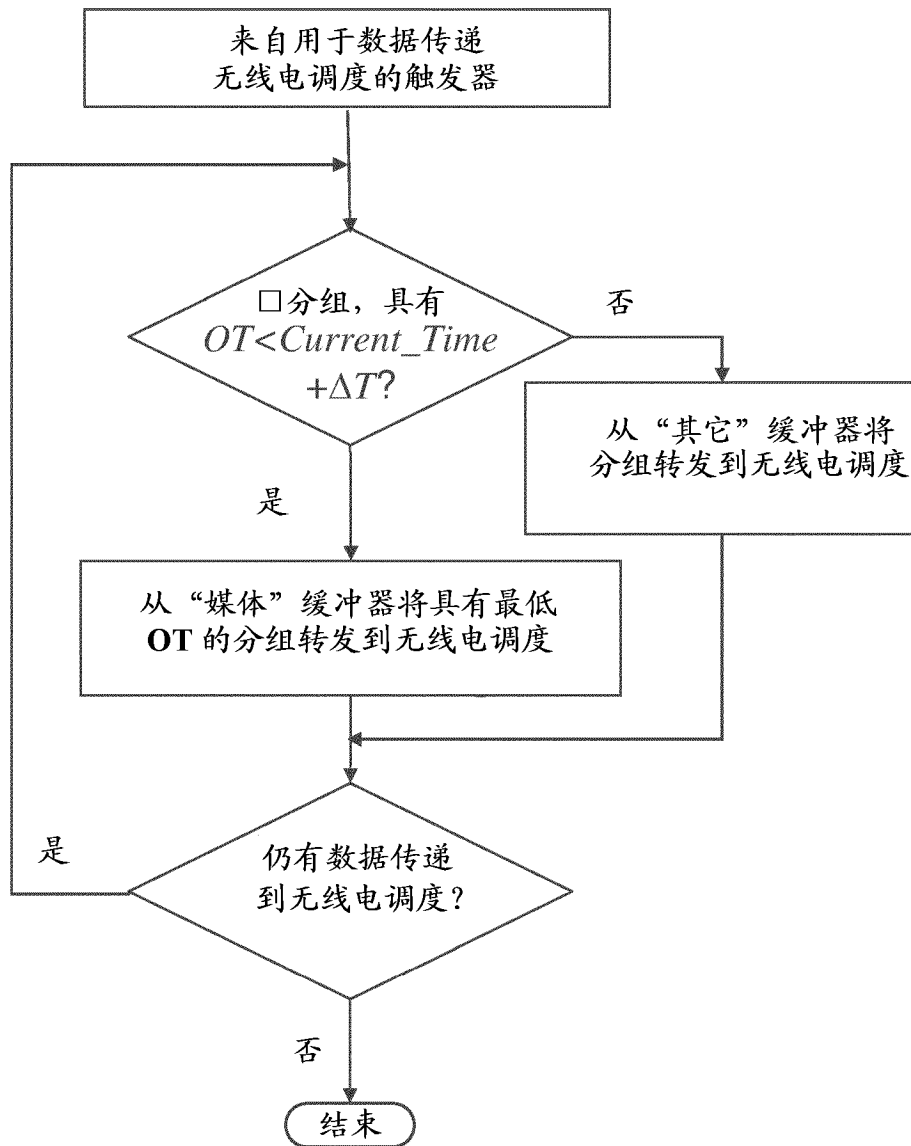 来自用于数据传递
无线电调度的触发器
□分组，具有
OT<Current_Time
+ΔT?
否
从“其它”缓冲器将
分组转发到无线电调度
是
从“媒体”缓冲器将具有最低
OT 的分组转发到无线电调度
是
仍有数据传递
到无线电调度?
否
结束